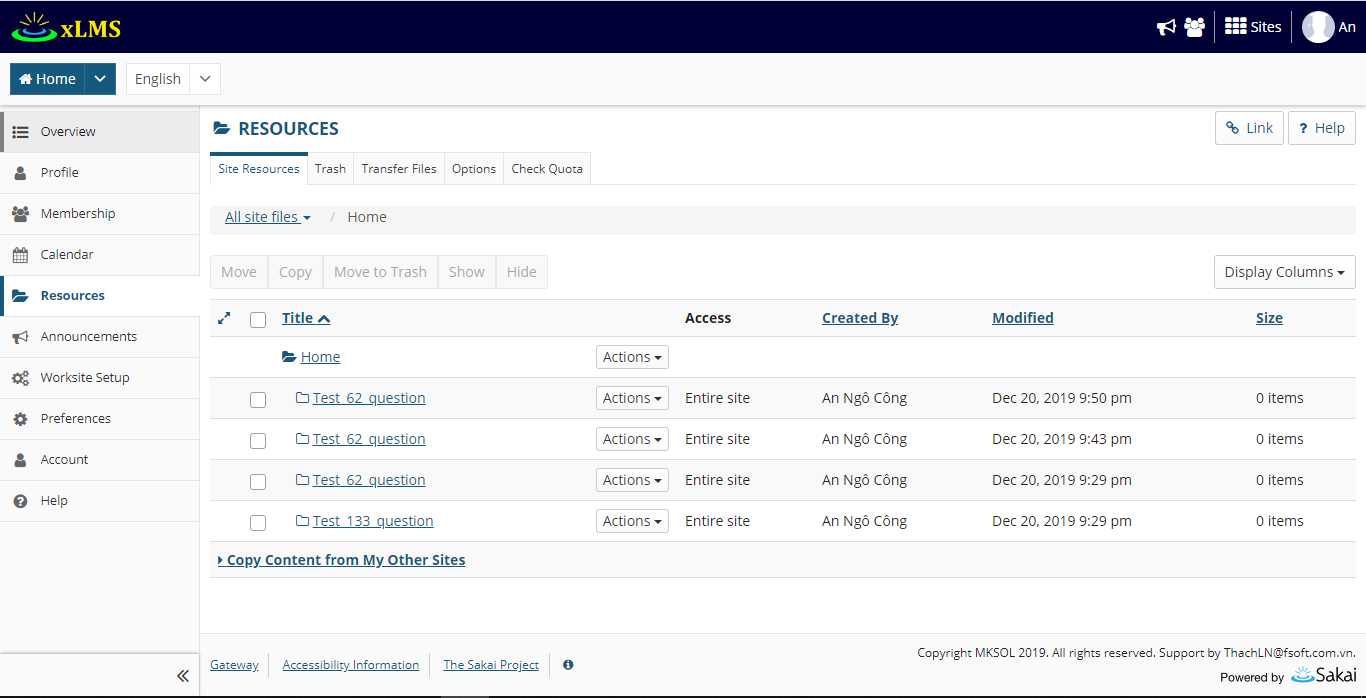 xLMS Sites An
Home English
Overview
Profile
Membership
Calendar
Resources
Announcements
Worksite Setup
Preferences
Account
Help
RESOURCES Link ? Help
Site Resources Trash Transfer Files Options Check Quota
All site files / Home
Move Copy Move to Trash Show Hide Display Columns
Title Access Created By Modified Size
Home Actions
Test_62_question Actions Entire site An Ngô Công Dec 20, 2019 9:50 pm 0 items
Test_62_question Actions Entire site An Ngô Công Dec 20, 2019 9:43 pm 0 items
Test_62_question Actions Entire site An Ngô Công Dec 20, 2019 9:29 pm 0 items
Test_133_question Actions Entire site An Ngô Công Dec 20, 2019 9:29 pm 0 items
Copy Content from My Other Sites
Gateway Accessibility Information The Sakai Project
Copyright MKSOL 2019. All rights reserved. Support by ThachLN@fsoft.com.vn.
Powered by Sakai